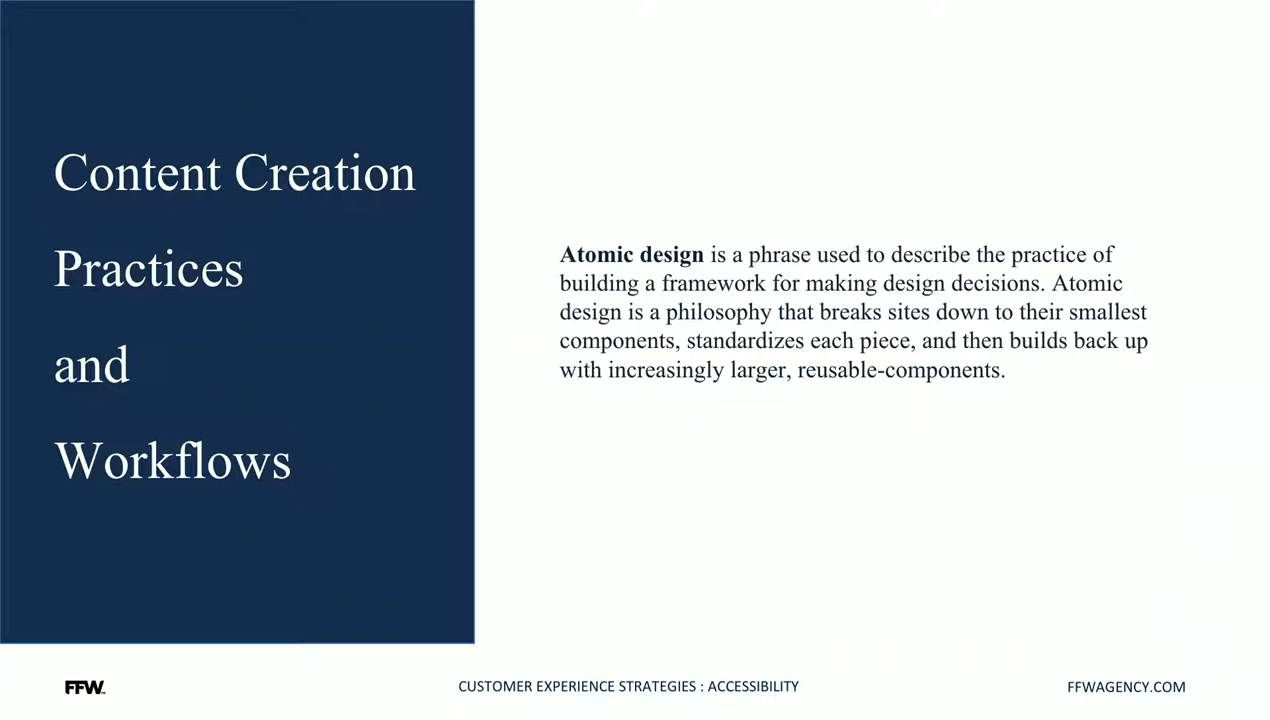 Content Creation
Practices
and
Workflows
Atomic design is a phrase used to describe the practice of
building a framework for making design decisions. Atomic
design is a philosophy that breaks sites down to their smallest
components, standardizes each piece, and then builds back up
with increasingly larger, reusable-components.
FFW
CUSTOMER EXPERIENCE STRATEGIES : ACCESSIBILITY
FFWAGENCY.COM